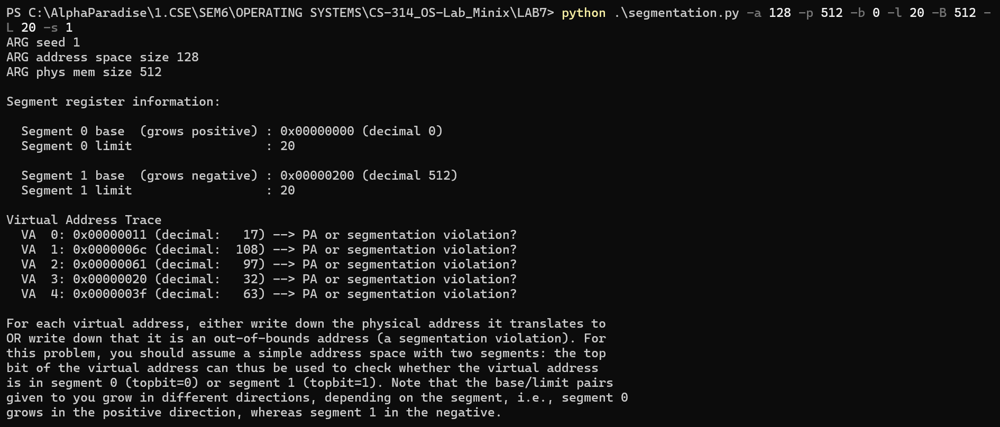 PS C:\AlphaParadise\1.CSE\SEM6\OPERATING SYSTEMS\CS-314_OS-Lab_Minix\LAB7> python .\segmentation.py -a 128 -p 512 -b 0 -l 20 -B 512 -
L 20 -s 1
ARG seed 1
ARG address space size 128
ARG phys mem size 512

Segment register information:

  Segment 0 base  (grows positive) : 0x00000000 (decimal 0)
  Segment 0 limit                  : 20

  Segment 1 base  (grows negative) : 0x00000200 (decimal 512)
  Segment 1 limit                  : 20

Virtual Address Trace
  VA  0: 0x00000011 (decimal:   17) --> PA or segmentation violation?
  VA  1: 0x0000006c (decimal:  108) --> PA or segmentation violation?
  VA  2: 0x00000061 (decimal:   97) --> PA or segmentation violation?
  VA  3: 0x00000020 (decimal:   32) --> PA or segmentation violation?
  VA  4: 0x0000003f (decimal:   63) --> PA or segmentation violation?

For each virtual address, either write down the physical address it translates to
OR write down that it is an out-of-bounds address (a segmentation violation). For
this problem, you should assume a simple address space with two segments: the top
bit of the virtual address can thus be used to check whether the virtual address
is in segment 0 (topbit=0) or segment 1 (topbit=1). Note that the base/limit pairs
given to you grow in different directions, depending on the segment, i.e., segment 0
grows in the positive direction, whereas segment 1 in the negative.